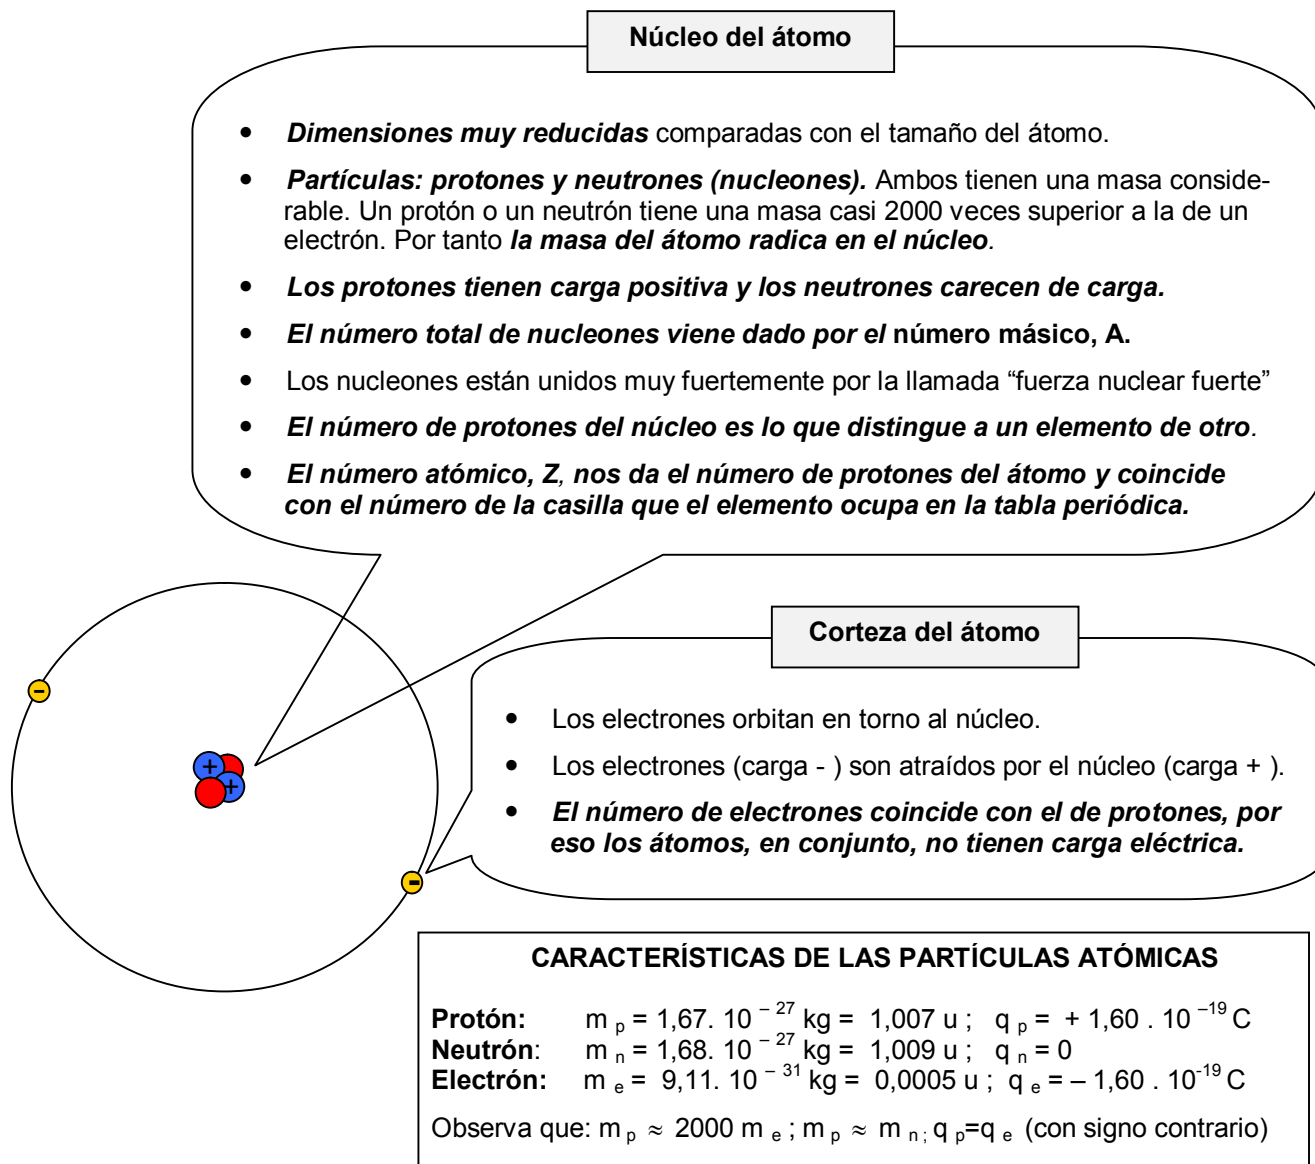 Núcleo del átomo
• Dimensiones muy reducidas comparadas con el tamaño del átomo.
• Partículas: protones y neutrones (nucleones). Ambos tienen una masa conside-
rable. Un protón o un neutrón tiene una masa casi 2000 veces superior a la de un
electrón. Por tanto la masa del átomo radica en el núcleo.
• Los protones tienen carga positiva y los neutrones carecen de carga.
• El número total de nucleones viene dado por el número másico, A.
• Los nucleones están unidos muy fuertemente por la llamada “fuerza nuclear fuerte”
• El número de protones del núcleo es lo que distingue a un elemento de otro.
• El número atómico, Z, nos da el número de protones del átomo y coincide
con el número de la casilla que el elemento ocupa en la tabla periódica.
Corteza del átomo
• Los electrones orbitan en torno al núcleo.
• Los electrones (carga - ) son atraídos por el núcleo (carga + ).
• El número de electrones coincide con el de protones, por
eso los átomos, en conjunto, no tienen carga eléctrica.
-
+
+
-
CARACTERÍSTICAS DE LAS PARTÍCULAS ATÓMICAS
Protón: m p = 1,67. 10 – 27 kg = 1,007 u ; q p = + 1,60 . 10 –19 C
Neutrón: m n = 1,68. 10 – 27 kg = 1,009 u ; q n = 0
Electrón: m e = 9,11. 10 – 31 kg = 0,0005 u ; q e = – 1,60 . 10-19 C
Observa que: m p ≈ 2000 m e ; m p ≈ m n; q p=q e (con signo contrario)